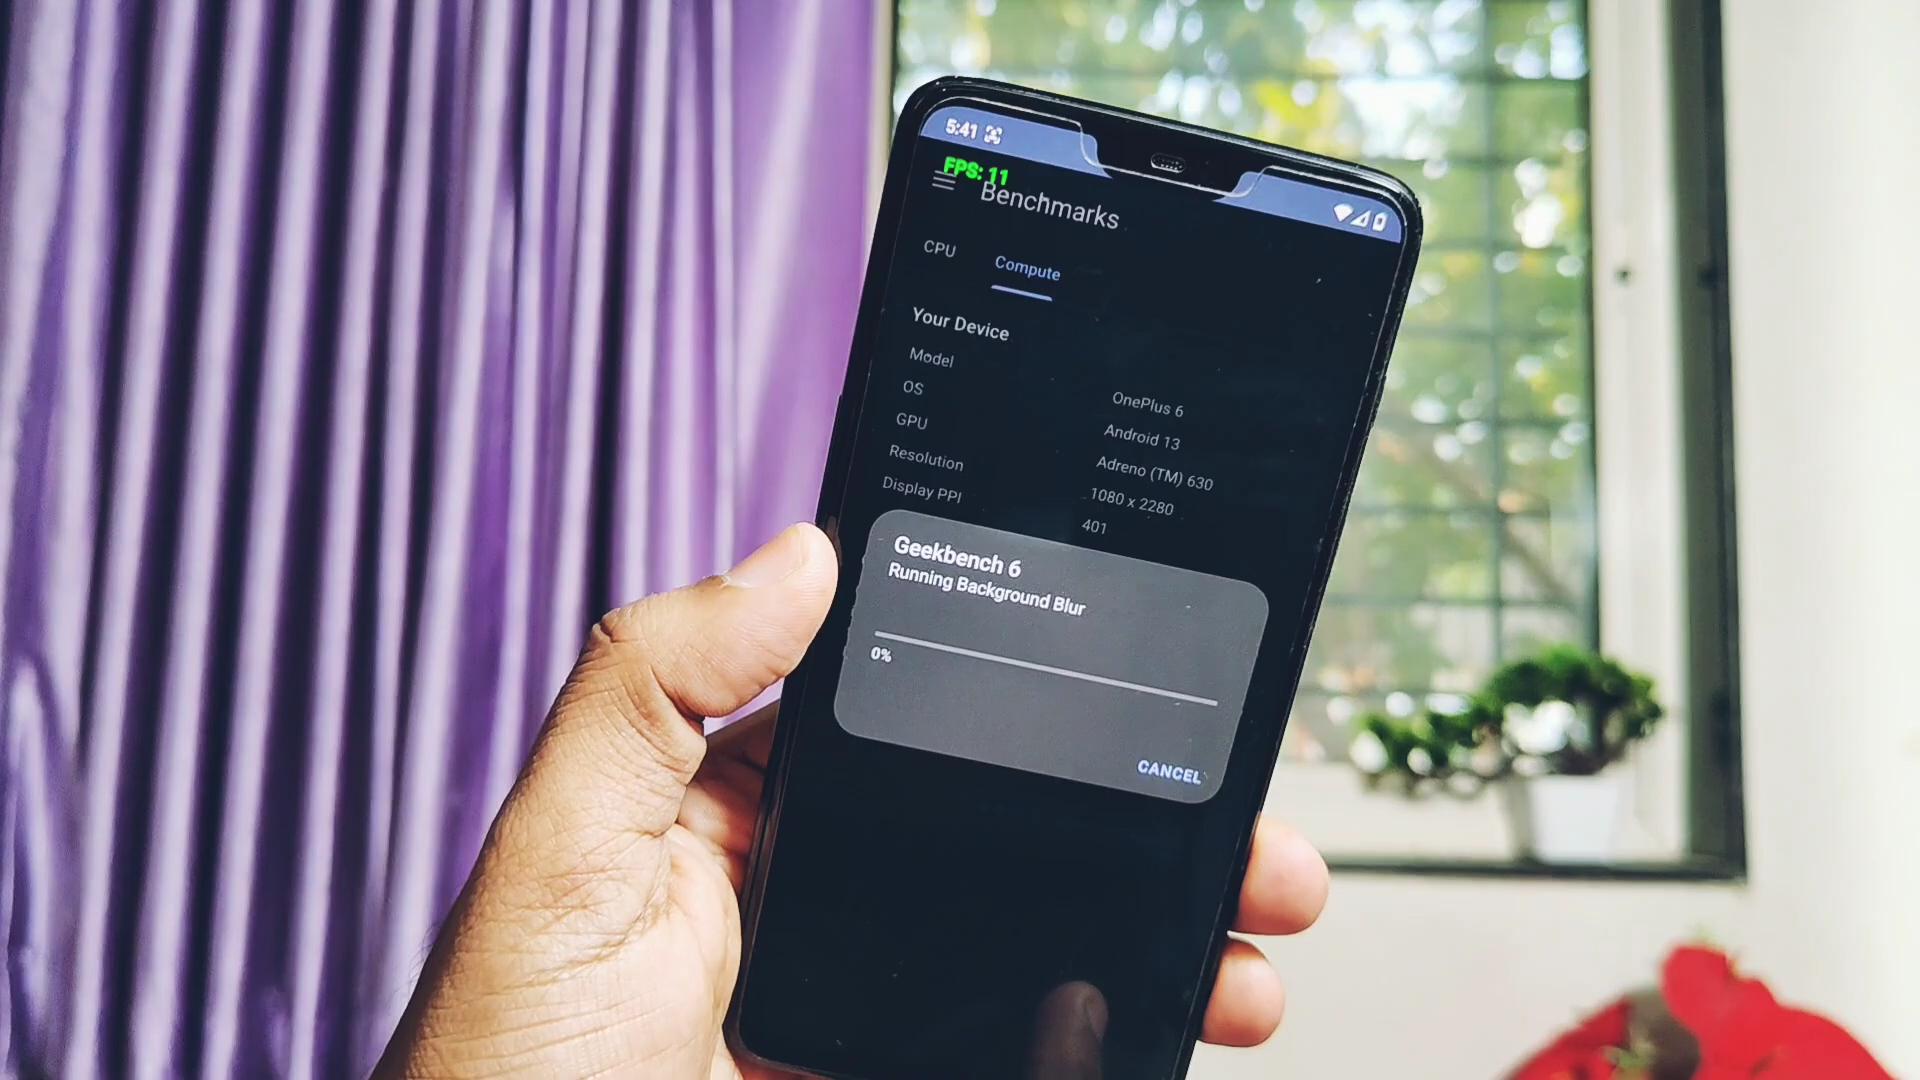 5:41
FPS: 11
Benchmarks
CPU Compute
Your Device
Model OnePlus 6
OS Android 13
GPU Adreno (TM) 630
Resolution 1080 x 2280
Display PPI 401
Geekbench 6
Running Background Blur
0%
CANCEL